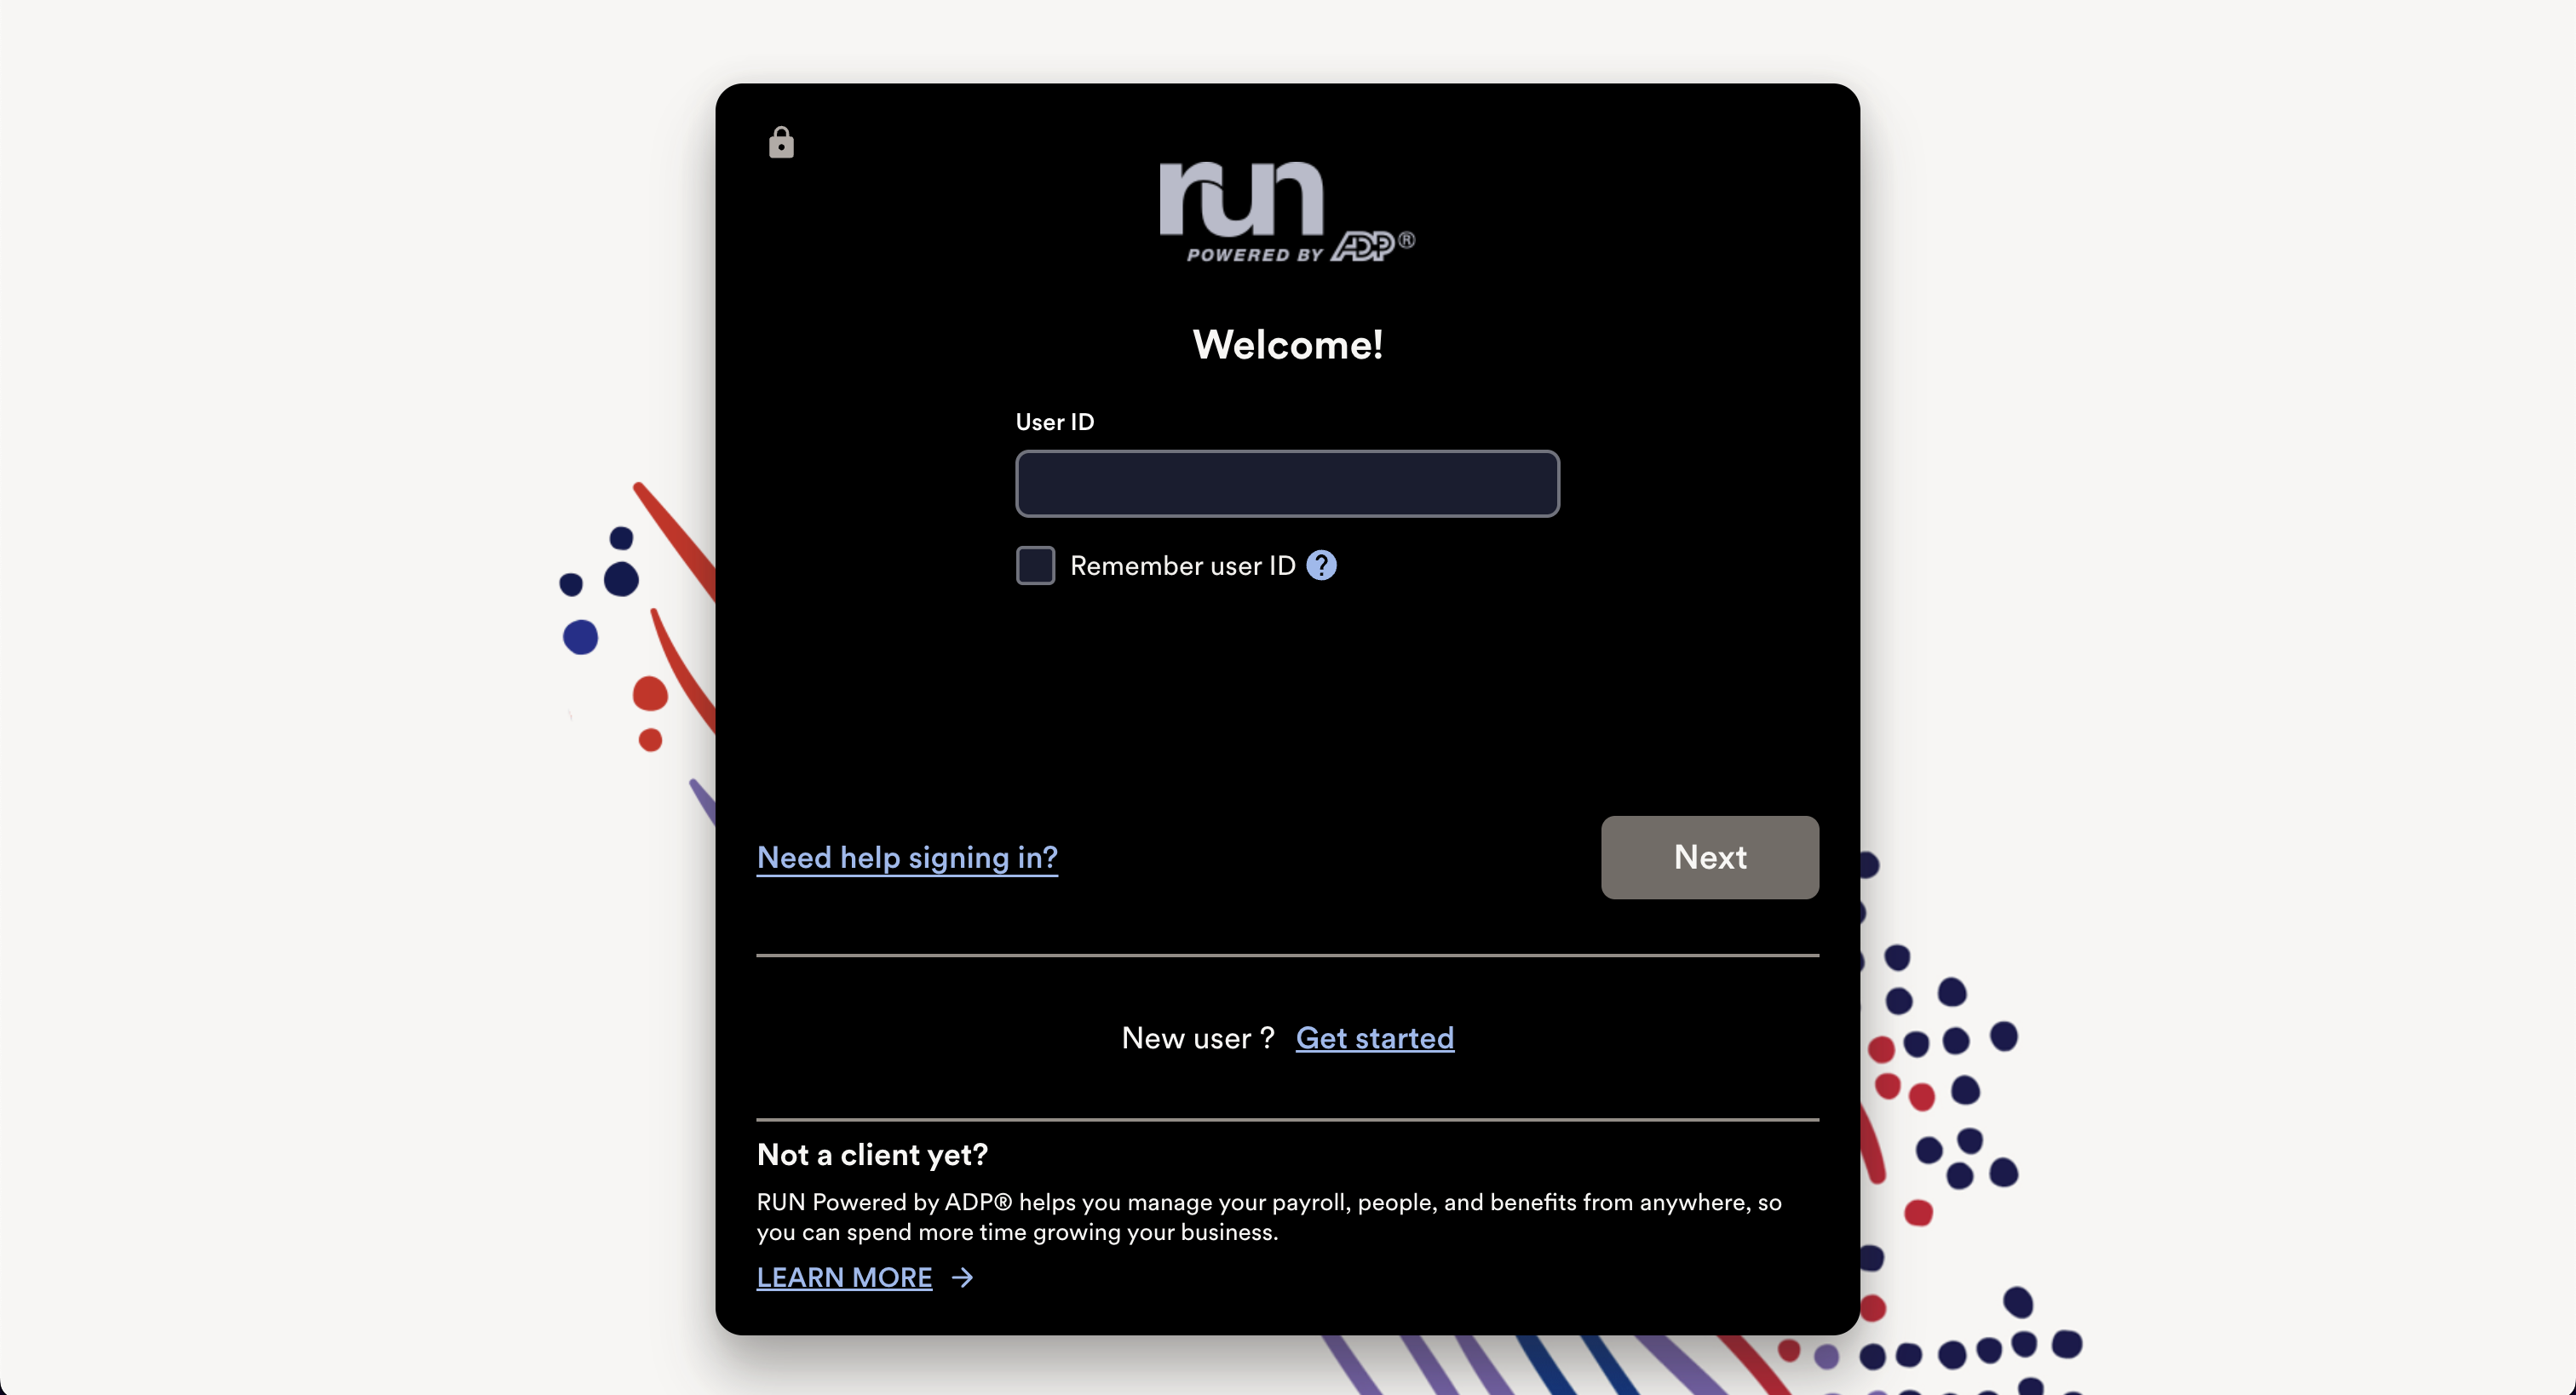 run
POWERED BY ADP®
Welcome!
User ID
Remember user ID ?
Need help signing in?
Next
New user ? Get started
Not a client yet?
RUN Powered by ADP® helps you manage your payroll, people, and benefits from anywhere, so
you can spend more time growing your business.
LEARN MORE →